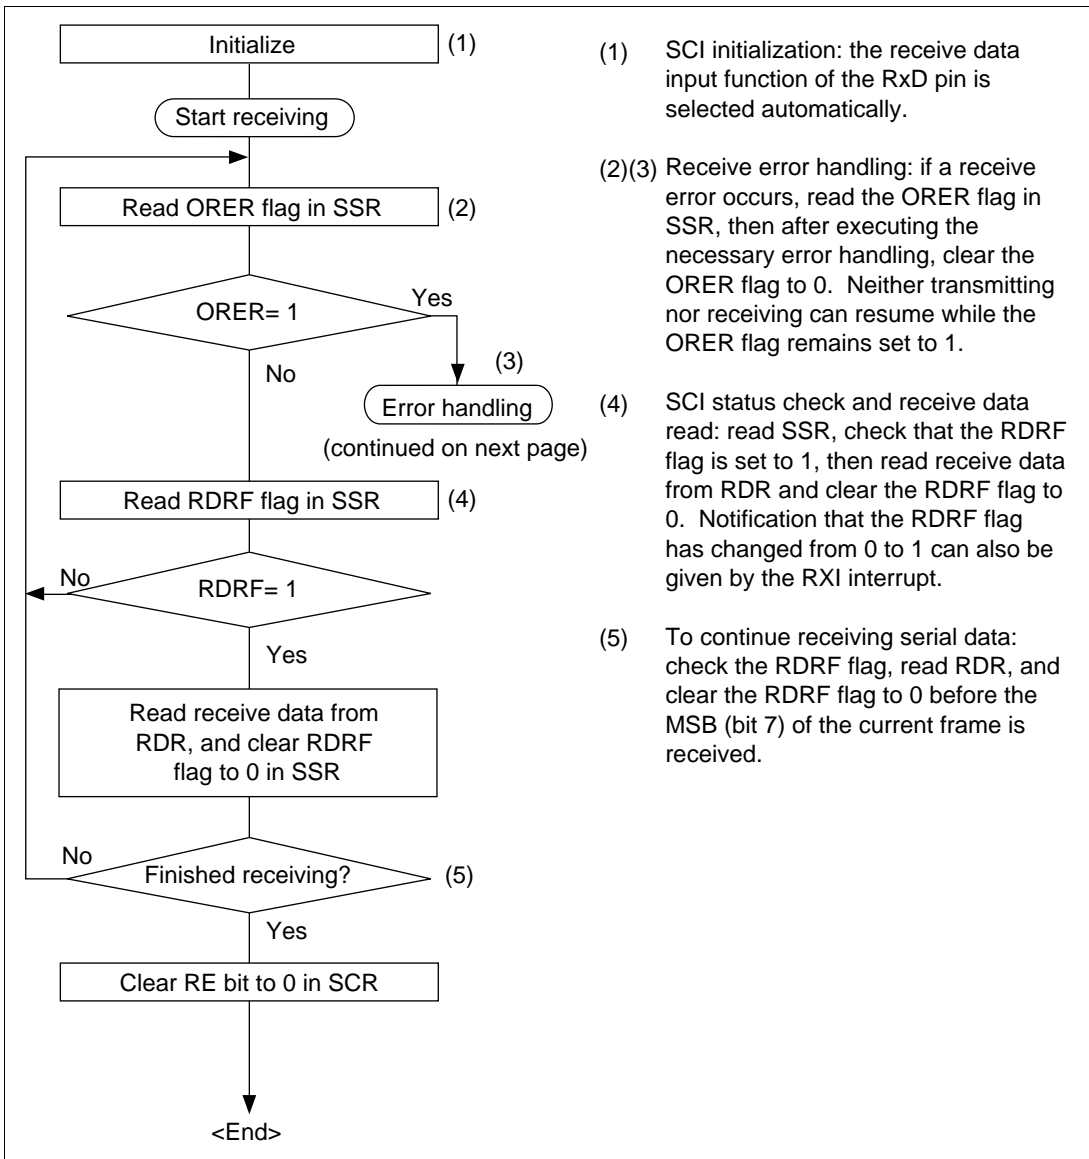 Initialize
(1)
Start receiving
Read ORER flag in SSR
(2)
ORER= 1
Yes
No
(3)
Error handling
(continued on next page)
Read RDRF flag in SSR
(4)
No
RDRF= 1
Yes
Read receive data from
RDR, and clear RDRF
flag to 0 in SSR
No
Finished receiving?
(5)
Yes
Clear RE bit to 0 in SCR
<End>
(1) SCI initialization: the receive data
input function of the RxD pin is
selected automatically.
(2)(3) Receive error handling: if a receive
error occurs, read the ORER flag in
SSR, then after executing the
necessary error handling, clear the
ORER flag to 0.  Neither transmitting
nor receiving can resume while the
ORER flag remains set to 1.
(4) SCI status check and receive data
read: read SSR, check that the RDRF
flag is set to 1, then read receive data
from RDR and clear the RDRF flag to
0.  Notification that the RDRF flag
has changed from 0 to 1 can also be
given by the RXI interrupt.
(5) To continue receiving serial data:
check the RDRF flag, read RDR, and
clear the RDRF flag to 0 before the
MSB (bit 7) of the current frame is
received.